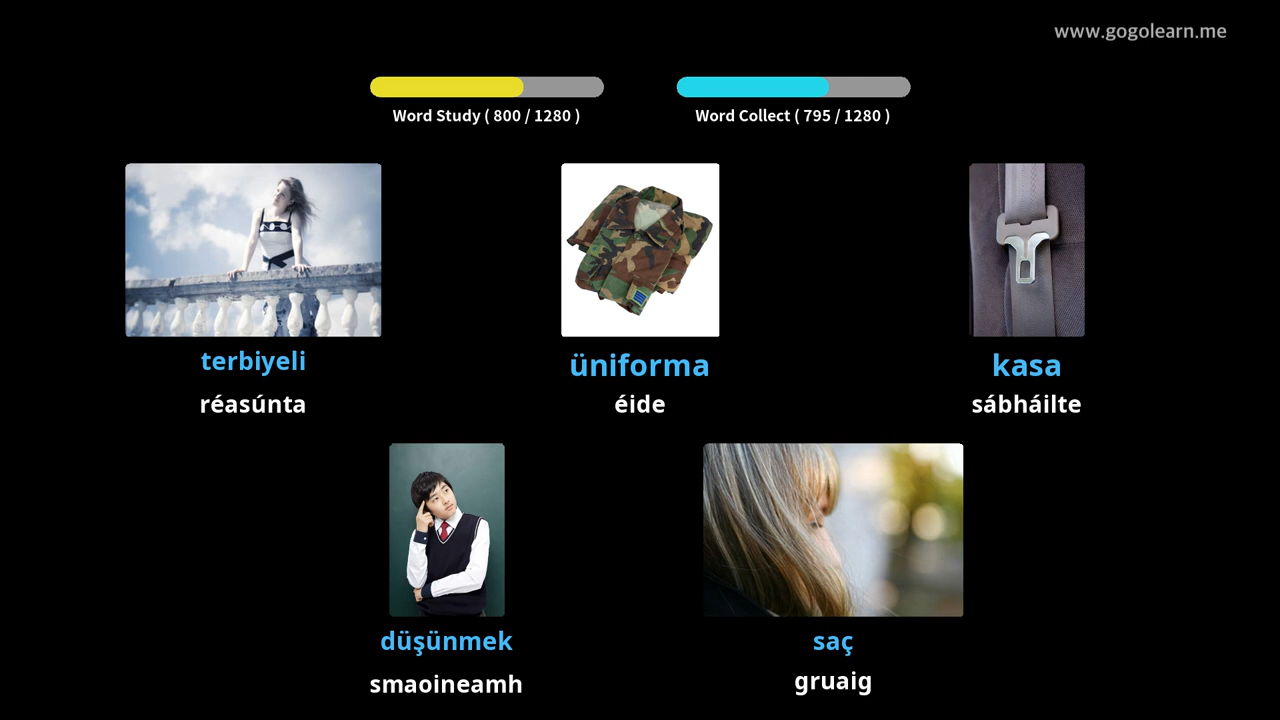 www.gogolearn.me
Word Study ( 800 / 1280 )
Word Collect ( 795 / 1280 )
terbiyeli
réasúnta
üniforma
éide
kasa
sábháilte
düşünmek
smaoineamh
saç
gruaig